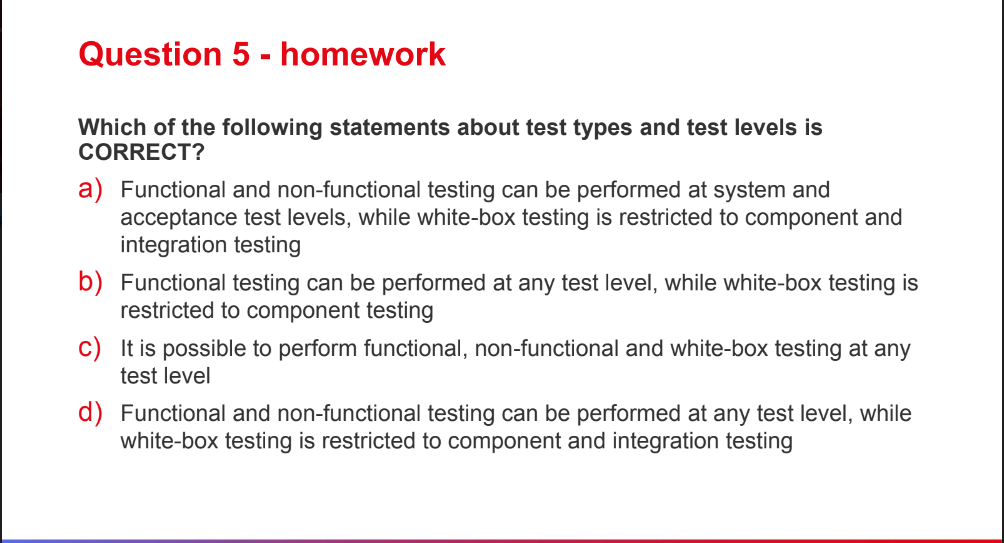 Question 5 - homework
Which of the following statements about test types and test levels is
CORRECT?
a) Functional and non-functional testing can be performed at system and
acceptance test levels, while white-box testing is restricted to component and
integration testing
b) Functional testing can be performed at any test level, while white-box testing is
restricted to component testing
c) It is possible to perform functional, non-functional and white-box testing at any
test level
d) Functional and non-functional testing can be performed at any test level, while
white-box testing is restricted to component and integration testing